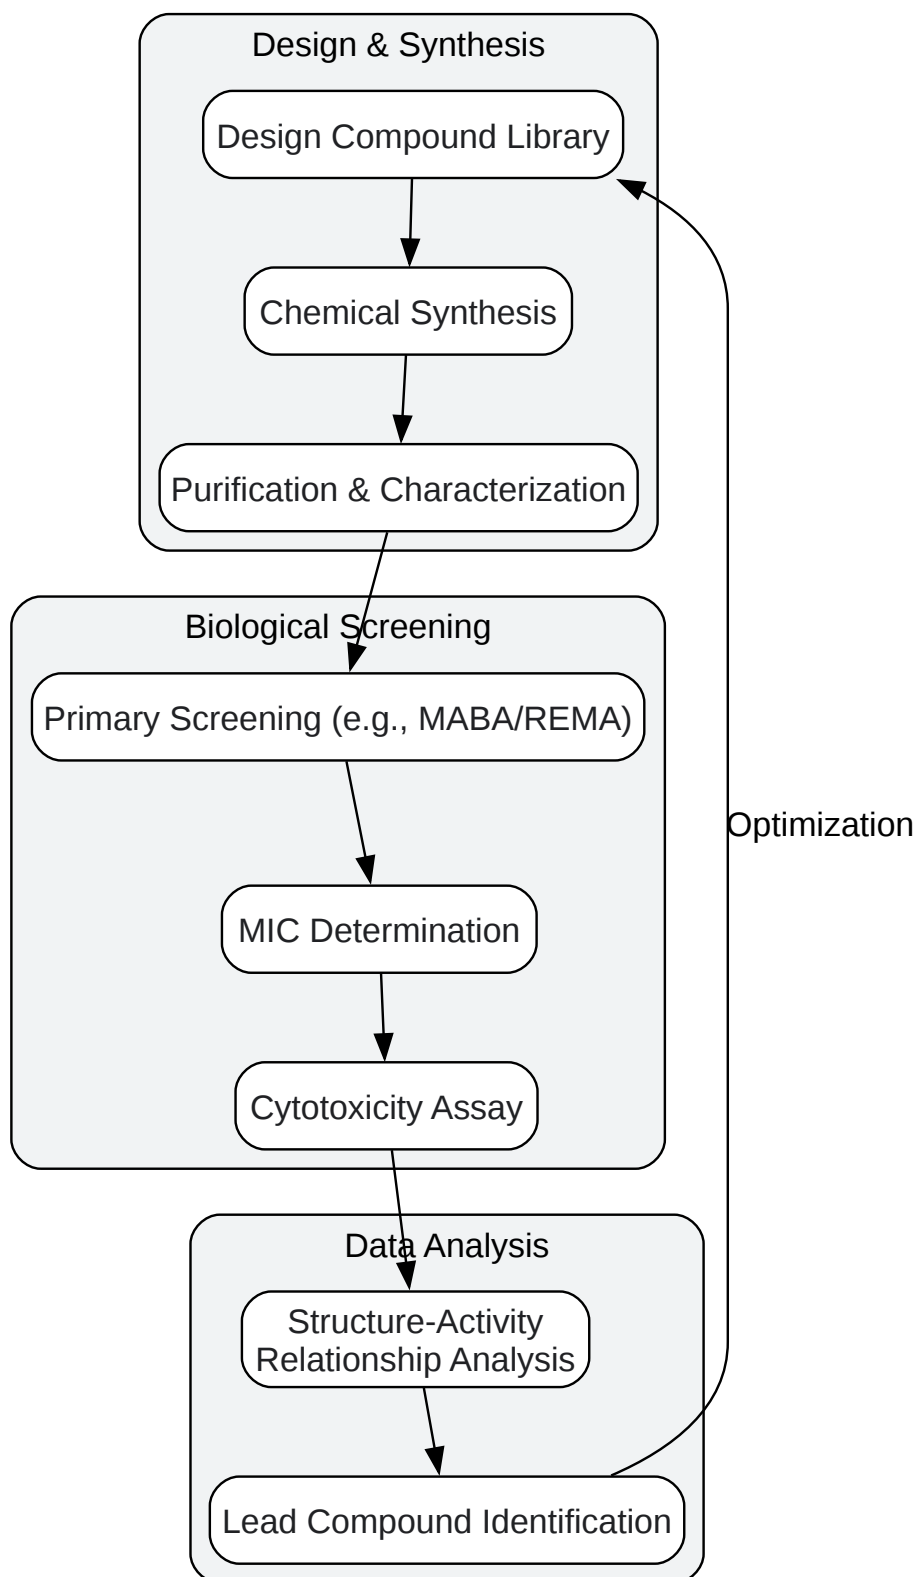 Design & Synthesis
Design Compound Library
Chemical Synthesis
Purification & Characterization
Biological Screening
Primary Screening (e.g., MABA/REMA)
Optimization
MIC Determination
Cytotoxicity Assay
Data Analysis
Structure-Activity
Relationship Analysis
Lead Compound Identification